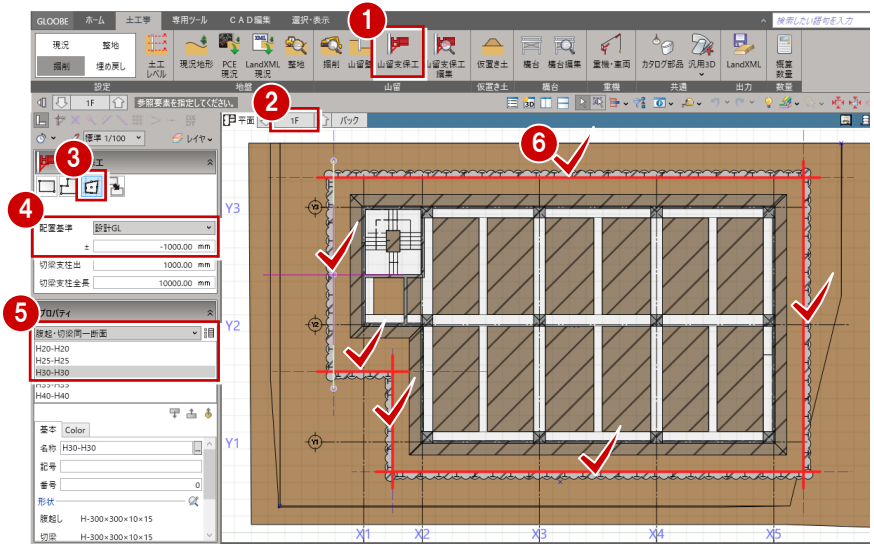 GLOOBE ホーム 土工事 専用ツール CAD編集 選択・表示 1 検索したい語句を入力
現況 整地
掘削 埋め戻し
土工レベル 現況地形 PCE現況 LandXML現況 整地 掘削 山留壁 山留支保工 山留支保工編集 仮置き土 構台 構台編集 重機・車両 カタログ部品 汎用3D LandXML 概算数量
設定 地盤 山留 仮置き土 構台 重機 共通 出力 数量
1F 参照要素を指定してください。 2
標準 1/100 レイヤ
平面 1F バック
3 工
4
配置基準 設計GL
± -1000.00 mm
切梁支柱出 1000.00 mm
切梁支柱全長 10000.00 mm
5 プロパティ
腹起・切梁同一断面
H20-H20
H25-H25
H30-H30
H35-H35
H40-H40
基本 Color
名称 H30-H30
記号
番号 0
形状
腹起し H-300×300×10×15
切梁 H-300×300×10×15
6
Y3 Y3
Y2 Y2
Y1 Y1
X1 X2 X3 X4 X5